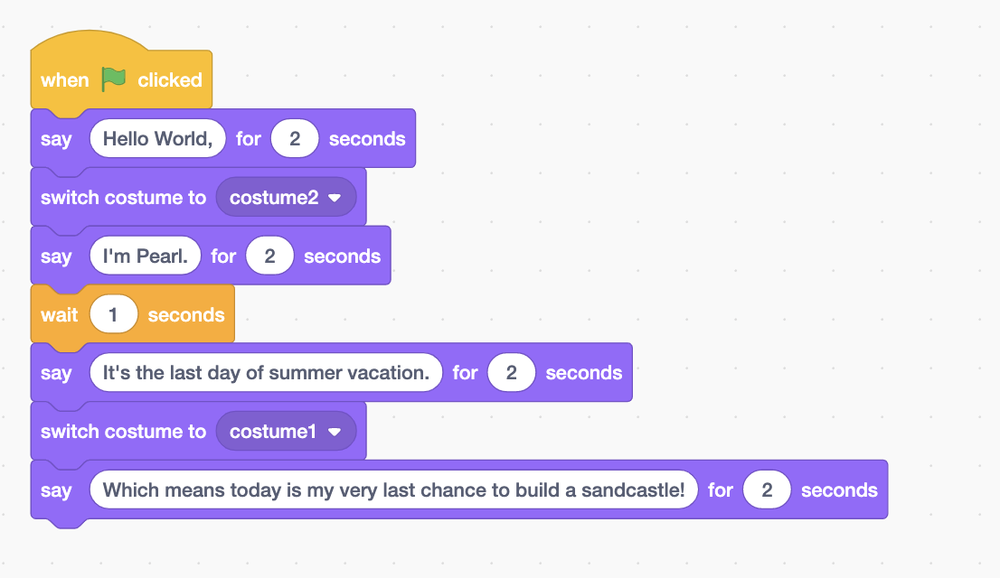 when clicked
say Hello World, for 2 seconds
switch costume to costume2
say I'm Pearl. for 2 seconds
wait 1 seconds
say It's the last day of summer vacation. for 2 seconds
switch costume to costume1
say Which means today is my very last chance to build a sandcastle! for 2 seconds